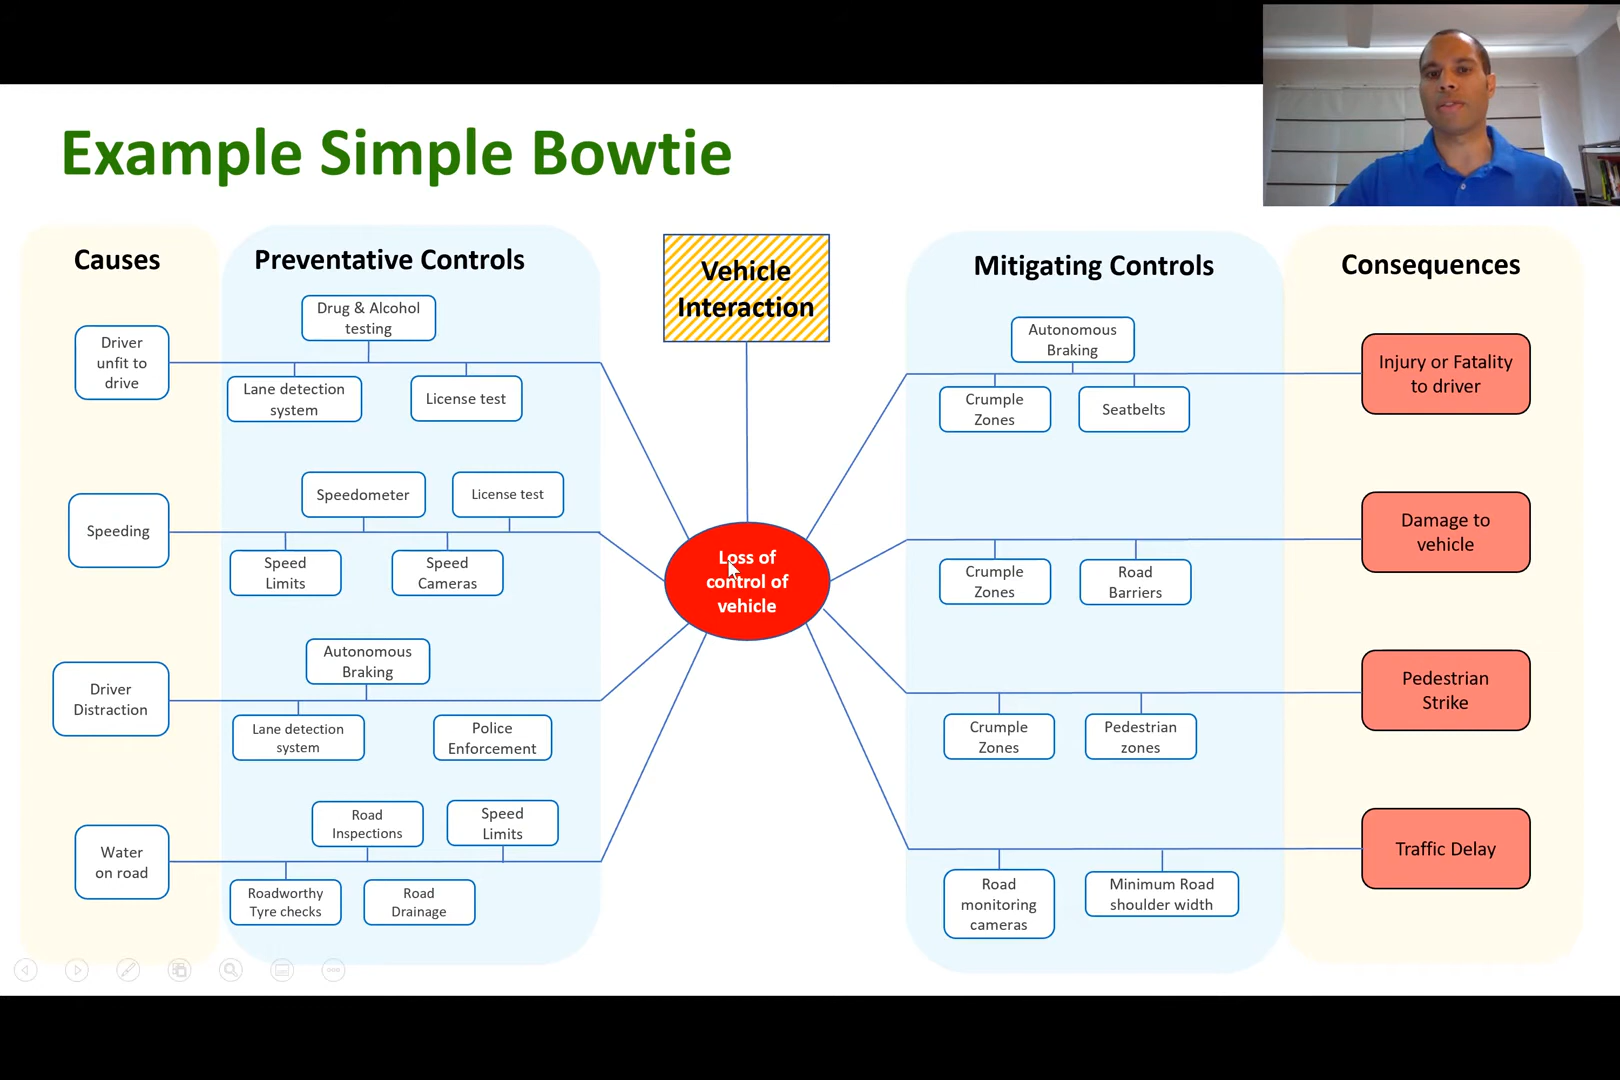 Example Simple Bowtie
Causes
Preventative Controls
Vehicle
Interaction
Mitigating Controls
Consequences
Driver
unfit to
drive
Drug & Alcohol
testing
Lane detection
system
License test
Speeding
Speedometer
License test
Speed
Limits
Speed
Cameras
Driver
Distraction
Autonomous
Braking
Lane detection
system
Police
Enforcement
Water
on road
Road
Inspections
Speed
Limits
Roadworthy
Tyre checks
Road
Drainage
Loss of
control of
vehicle
Autonomous
Braking
Crumple
Zones
Seatbelts
Injury or Fatality
to driver
Crumple
Zones
Road
Barriers
Damage to
vehicle
Crumple
Zones
Pedestrian
zones
Pedestrian
Strike
Road
monitoring
cameras
Minimum Road
shoulder width
Traffic Delay